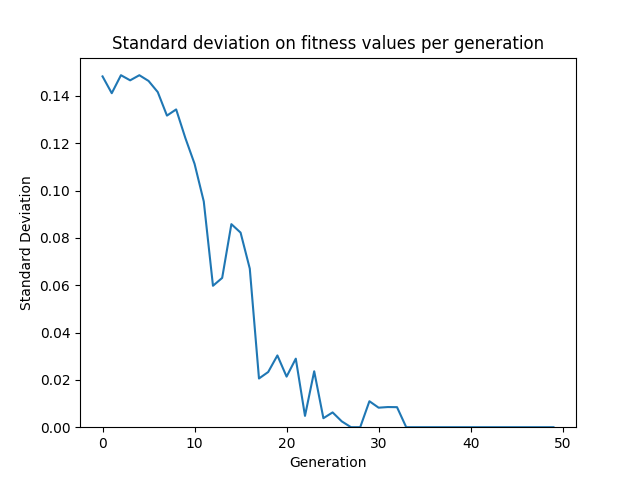 Standard deviation on fitness values per generation
0.14
0.12
0.10
0.08
0.06
0.04
0.02
0.00
Standard Deviation
0 10 20 30 40 50
Generation